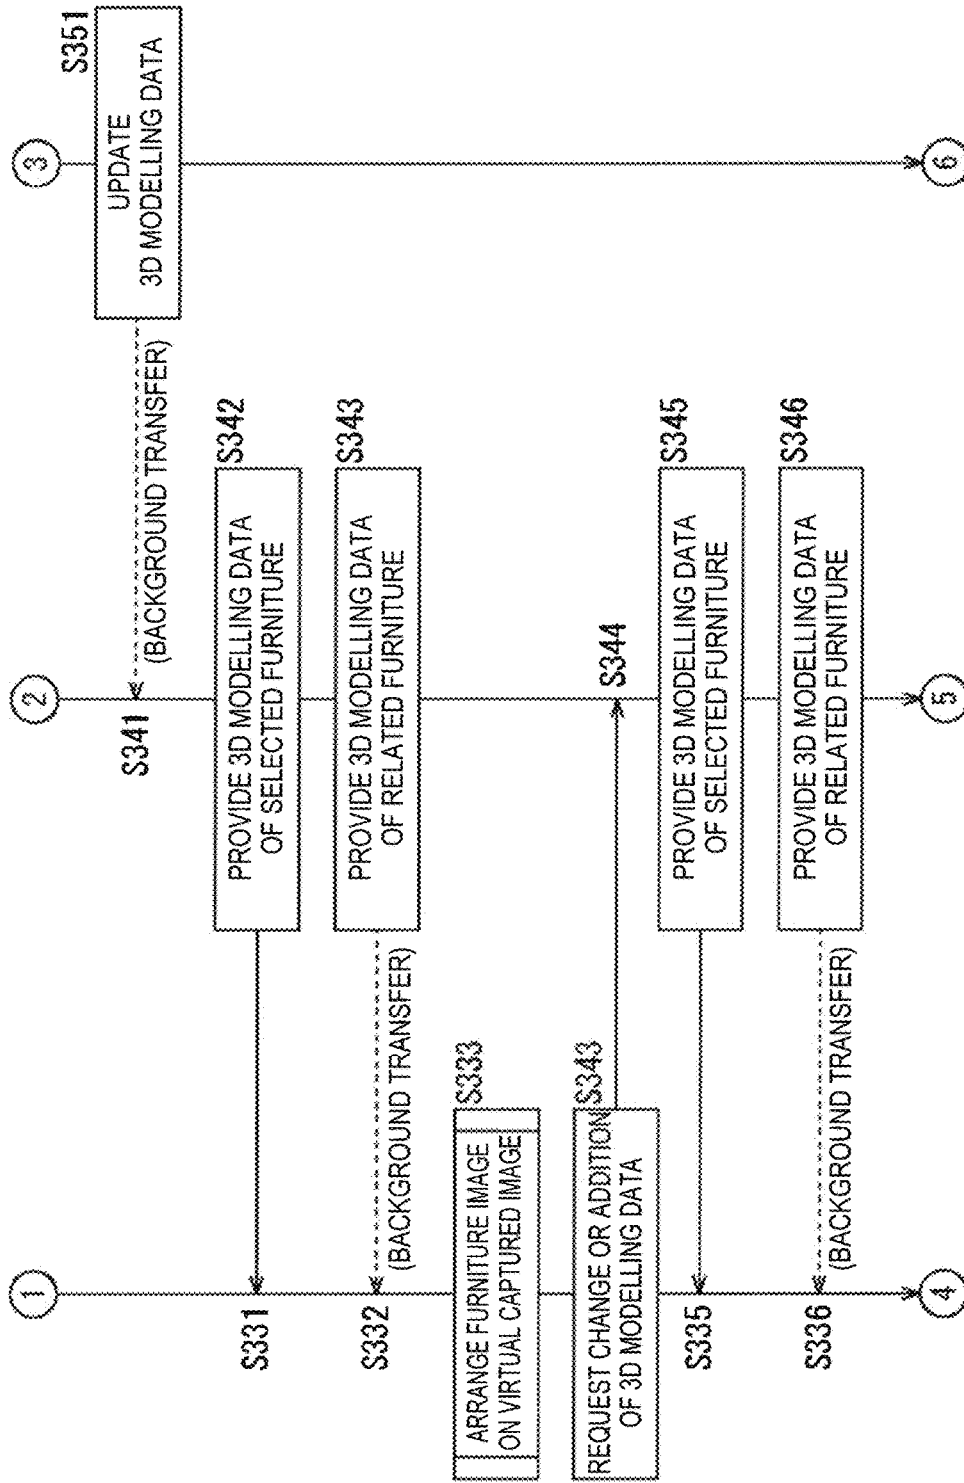 1
2
3
S351
UPDATE
3D MODELLING DATA
(BACKGROUND TRANSFER)
S341
S342
PROVIDE 3D MODELLING DATA
OF SELECTED FURNITURE
S331
S343
PROVIDE 3D MODELLING DATA
OF RELATED FURNITURE
S332
(BACKGROUND TRANSFER)
S333
ARRANGE FURNITURE IMAGE
ON VIRTUAL CAPTURED IMAGE
S343
REQUEST CHANGE OR ADDITION
OF 3D MODELLING DATA
S344
S345
PROVIDE 3D MODELLING DATA
OF SELECTED FURNITURE
S335
S346
PROVIDE 3D MODELLING DATA
OF RELATED FURNITURE
S336
(BACKGROUND TRANSFER)
4
5
6